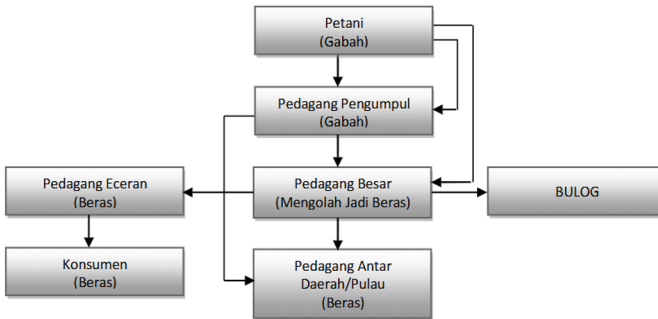 Petani
(Gabah)
Pedagang Pengumpul
(Gabah)
Pedagang Eceran
(Beras)
Pedagang Besar
(Mengolah Jadi Beras)
BULOG
Konsumen
(Beras)
Pedagang Antar
Daerah/Pulau
(Beras)